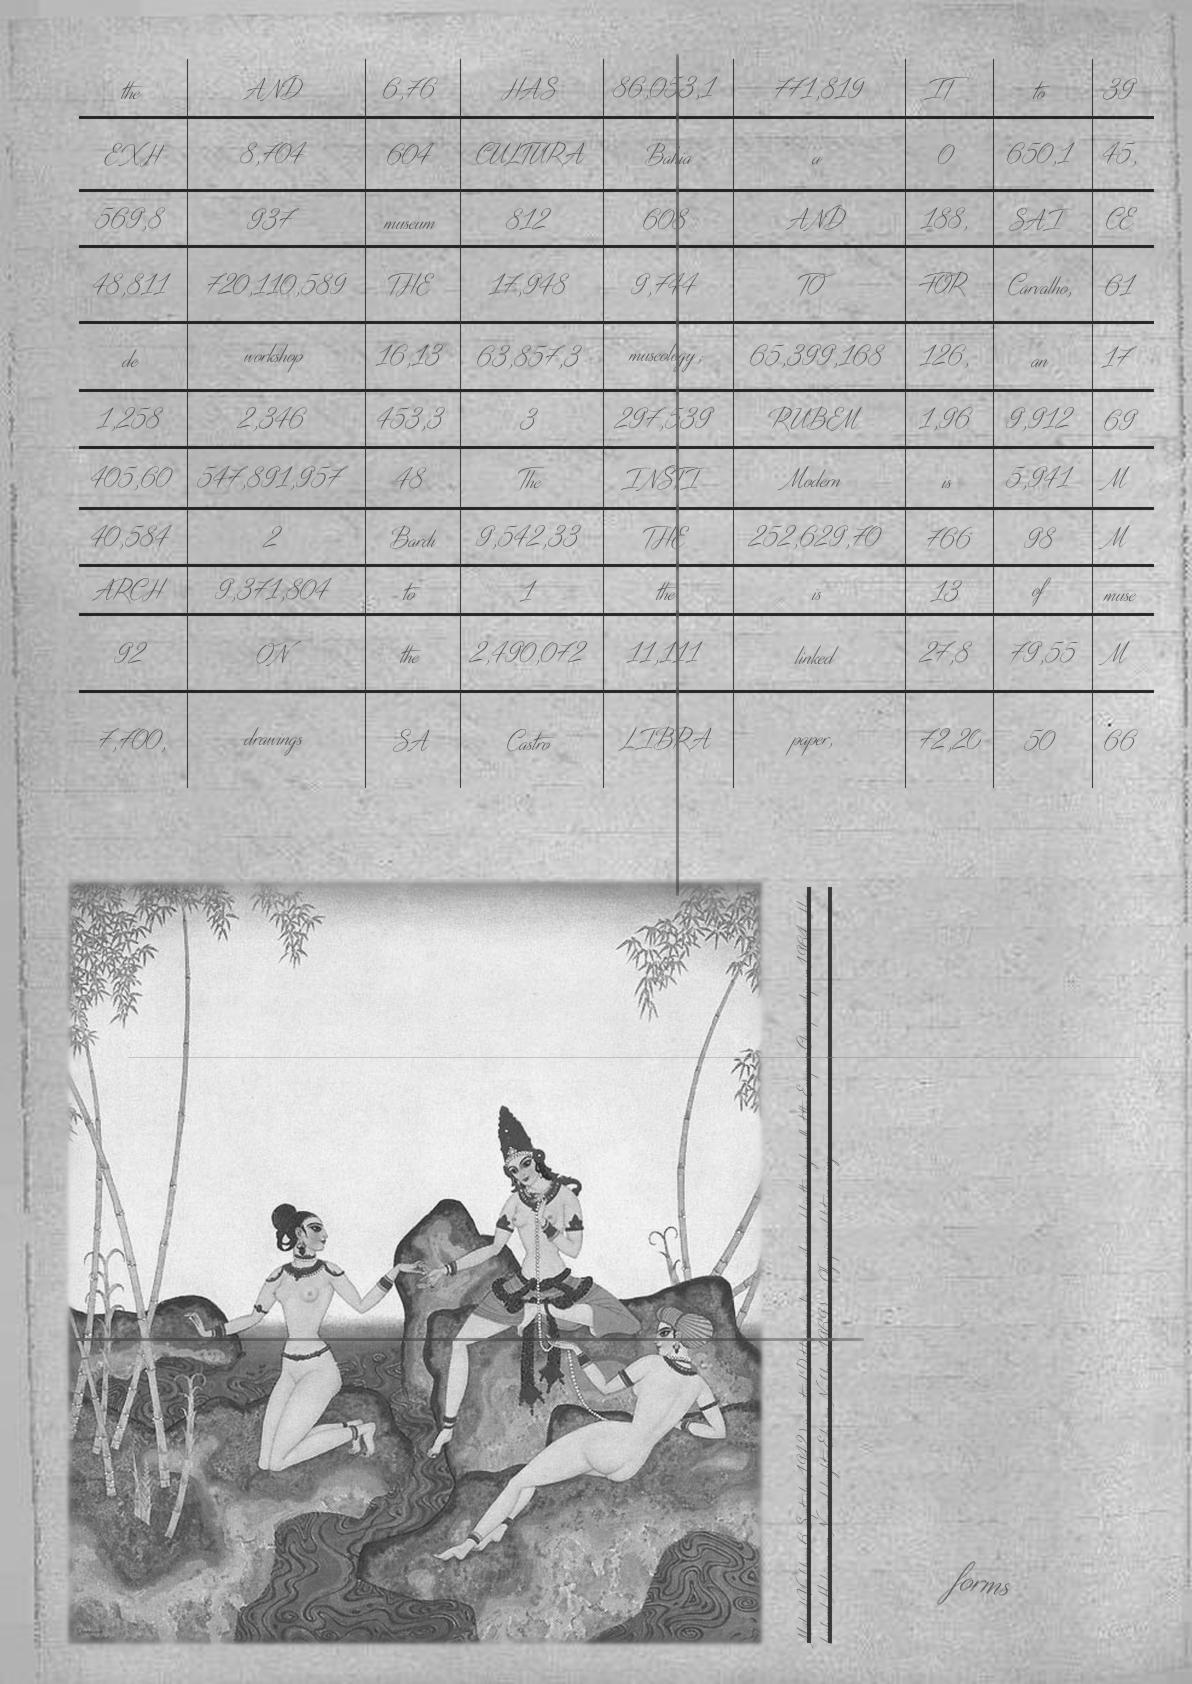 the AND 6,76 HAS 86,053,1 771,819 IT to 39
EXH 8,704 604 CULTURA Bahia a O 650,1 45,
569,8 937 museum 812 608 AND 188, SAI CE
48,811 720,110,589 THE 17,948 9,744 TO FOR Carvalho, 61
de workshop 16,13 63,857,3 museology; 65,399,168 126, an 17
1,258 2,346 453,3 3 297,539 RUBEM 1,96 9,912 69
405,60 547,891,957 48 The INSTI Modern is 5,941 M
40,584 2 Bardi 9,542,33 THE 252,629,70 766 98 M
ARCH 9,371,804 to 1 the is 13 of muse
92 ON the 2,490,072 11,111 linked 27,8 79,55 M
7,700, drawings SA Castro LIBRA paper, 72,20 50 66
forms